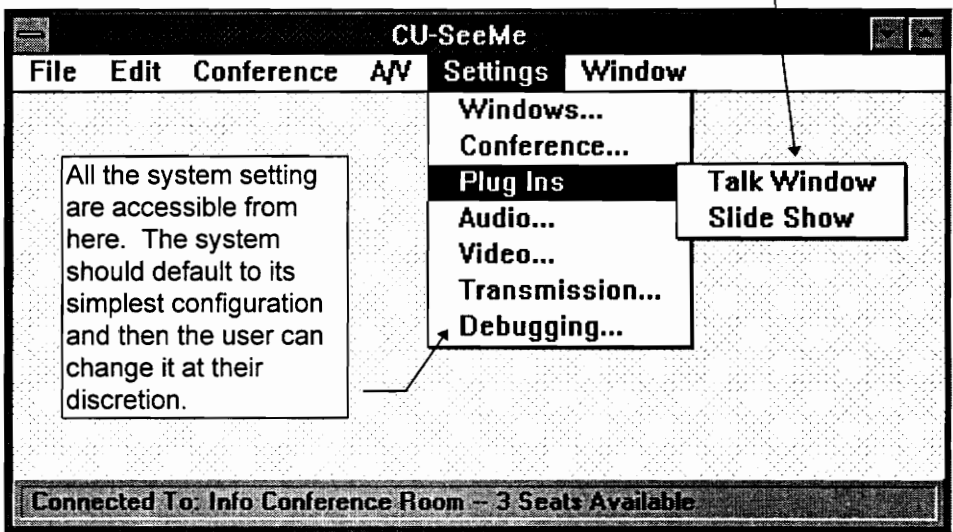 CU-SeeMe
File Edit Conference A/V Settings Window
Windows...
Conference...
Plug Ins
Audio...
Video...
Transmission...
Debugging...
Talk Window
Slide Show
All the system setting
are accessible from
here. The system
should default to its
simplest configuration
and then the user can
change it at their
discretion.
Connected To: Info Conference Room – 3 Seats Available